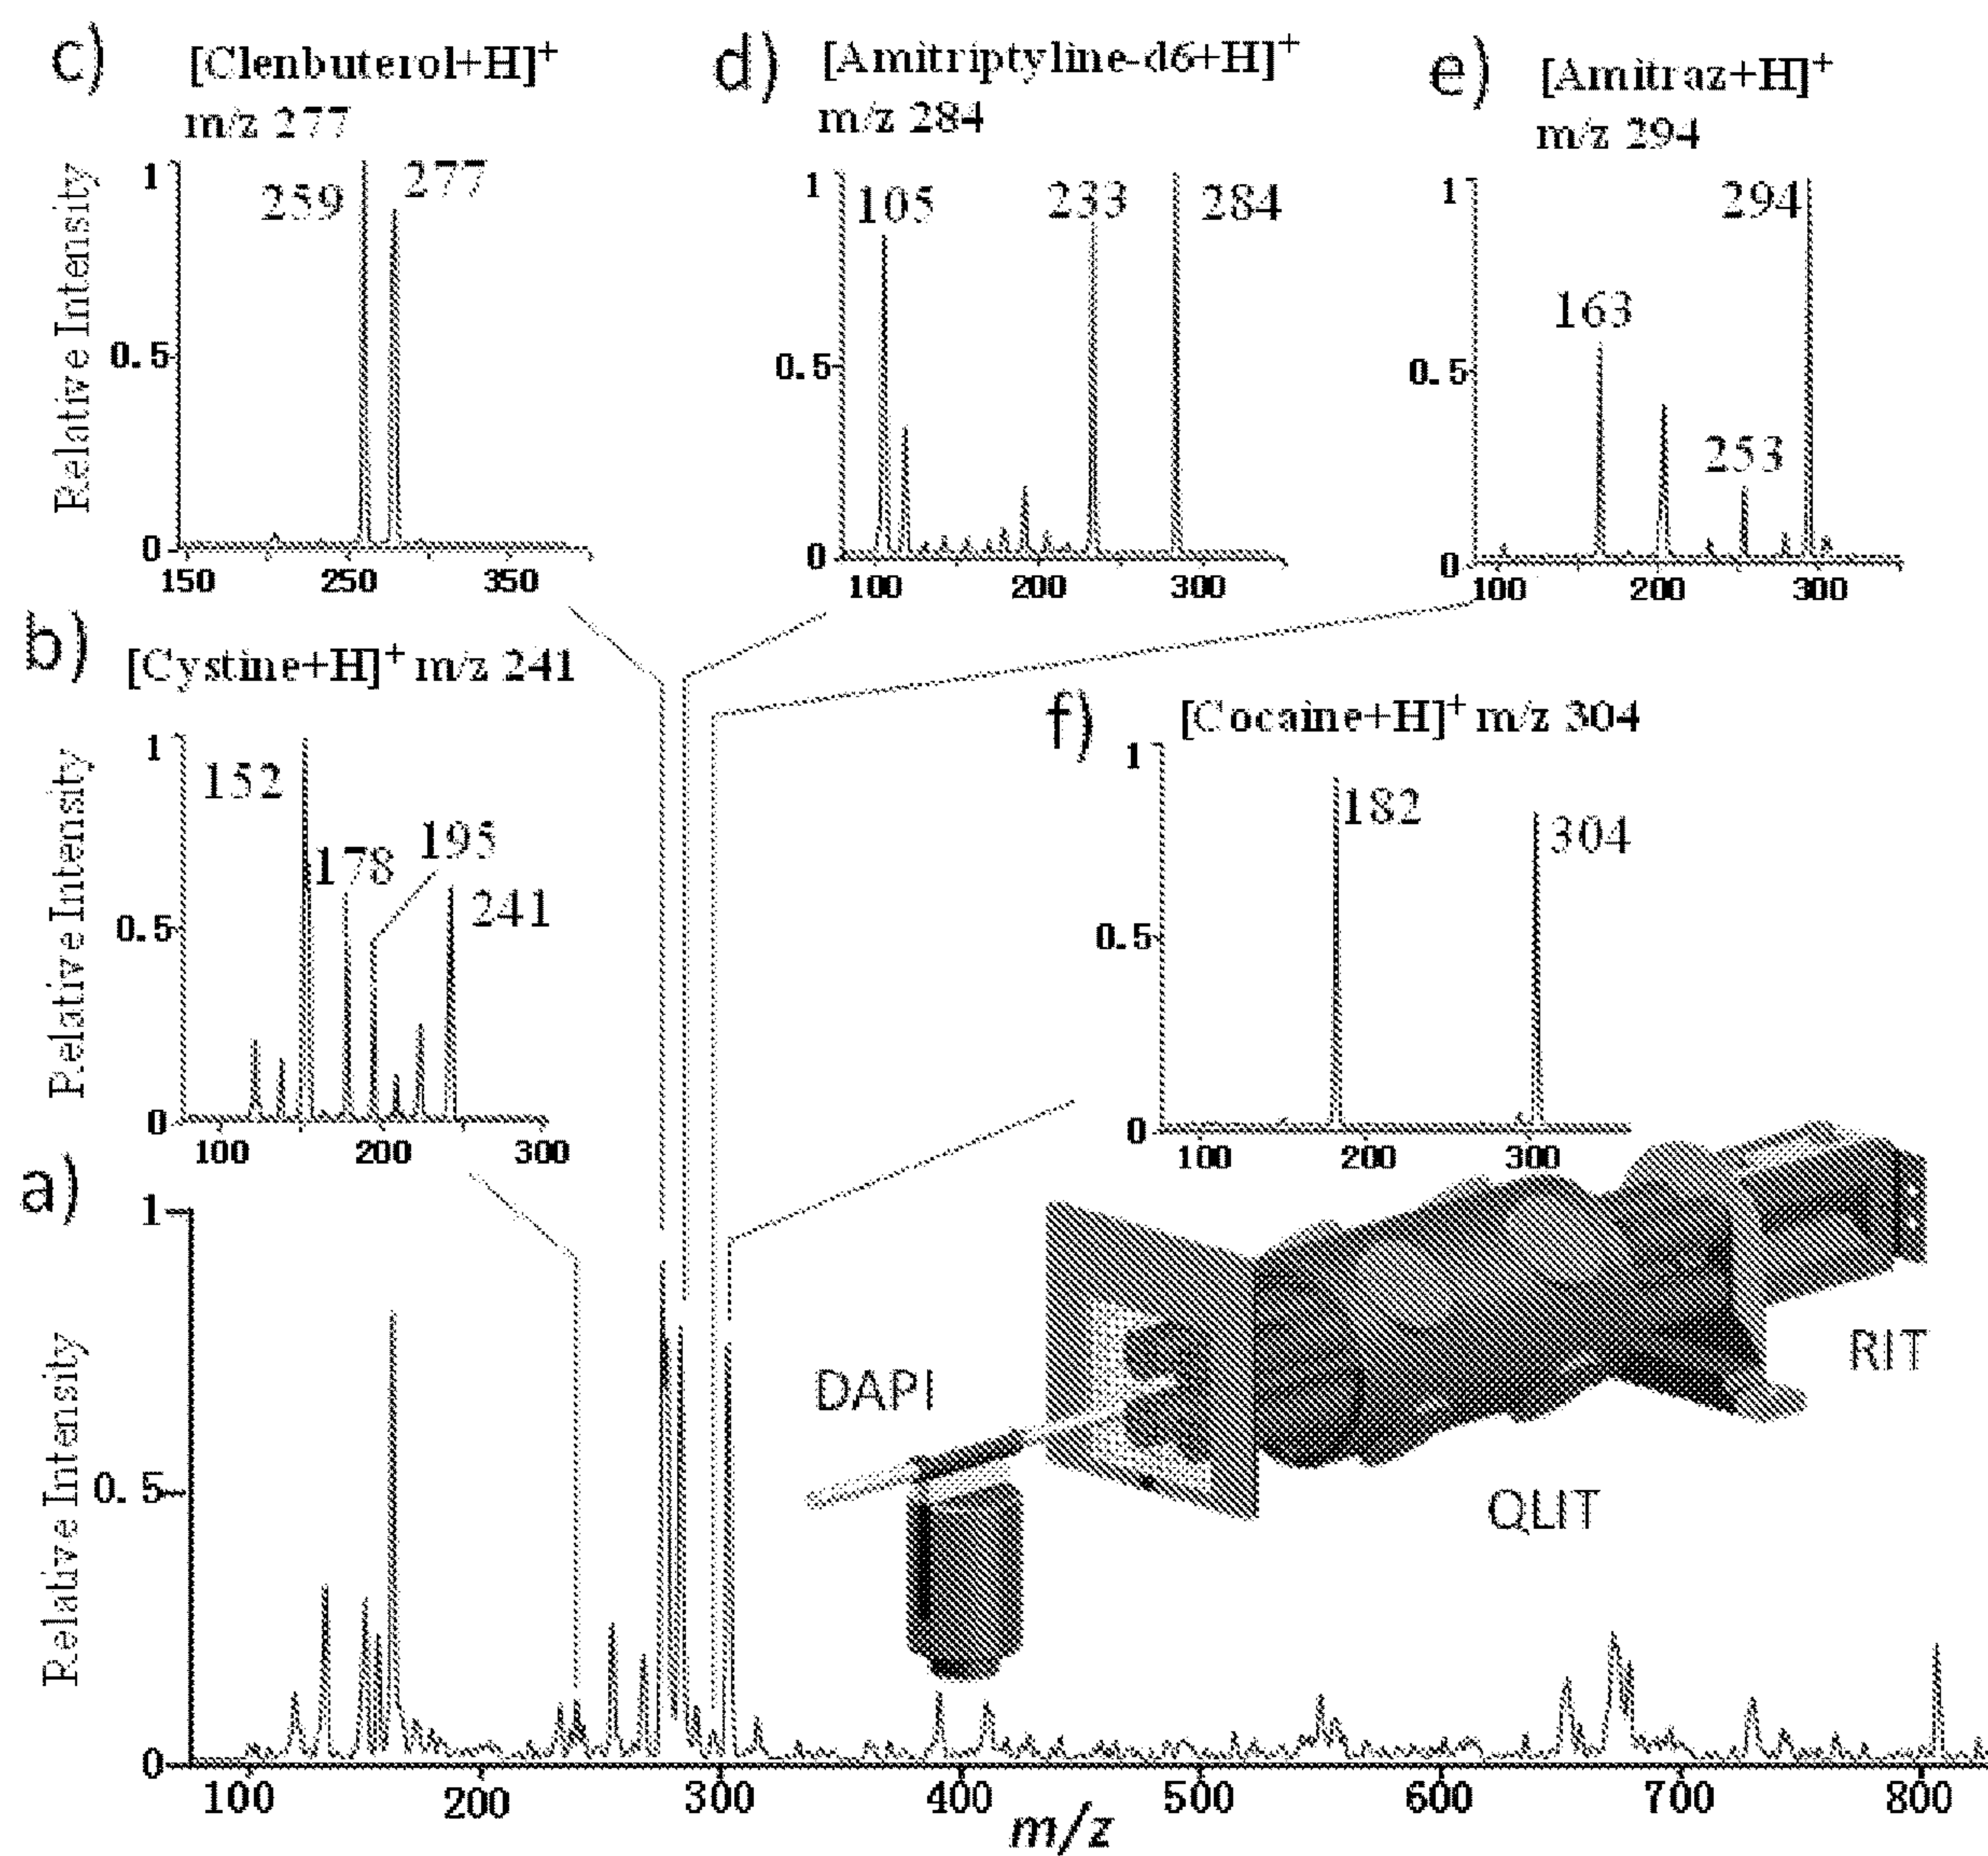 c)
[Clenbuterol+H]+
m/z 277
d)
[Amitriptyline-d6+H]+
m/z 284
e)
[Amitraz+H]+
m/z 294
Relative Intensity
1
0.5
0
259
277
150
250
350
1
0.5
0
105
233
284
100
200
300
1
0.5
0
163
253
294
100
200
300
b)
[Cystine+H]+ m/z 241
Relative Intensity
1
0.5
0
152
178
195
241
100
200
300
f)
[Cocaine+H]+ m/z 304
1
0.5
0
182
304
100
200
300
a)
Relative Intensity
1
0.5
0
DAPI
QLIT
RIT
100
200
300
400
500
600
700
800
m/z